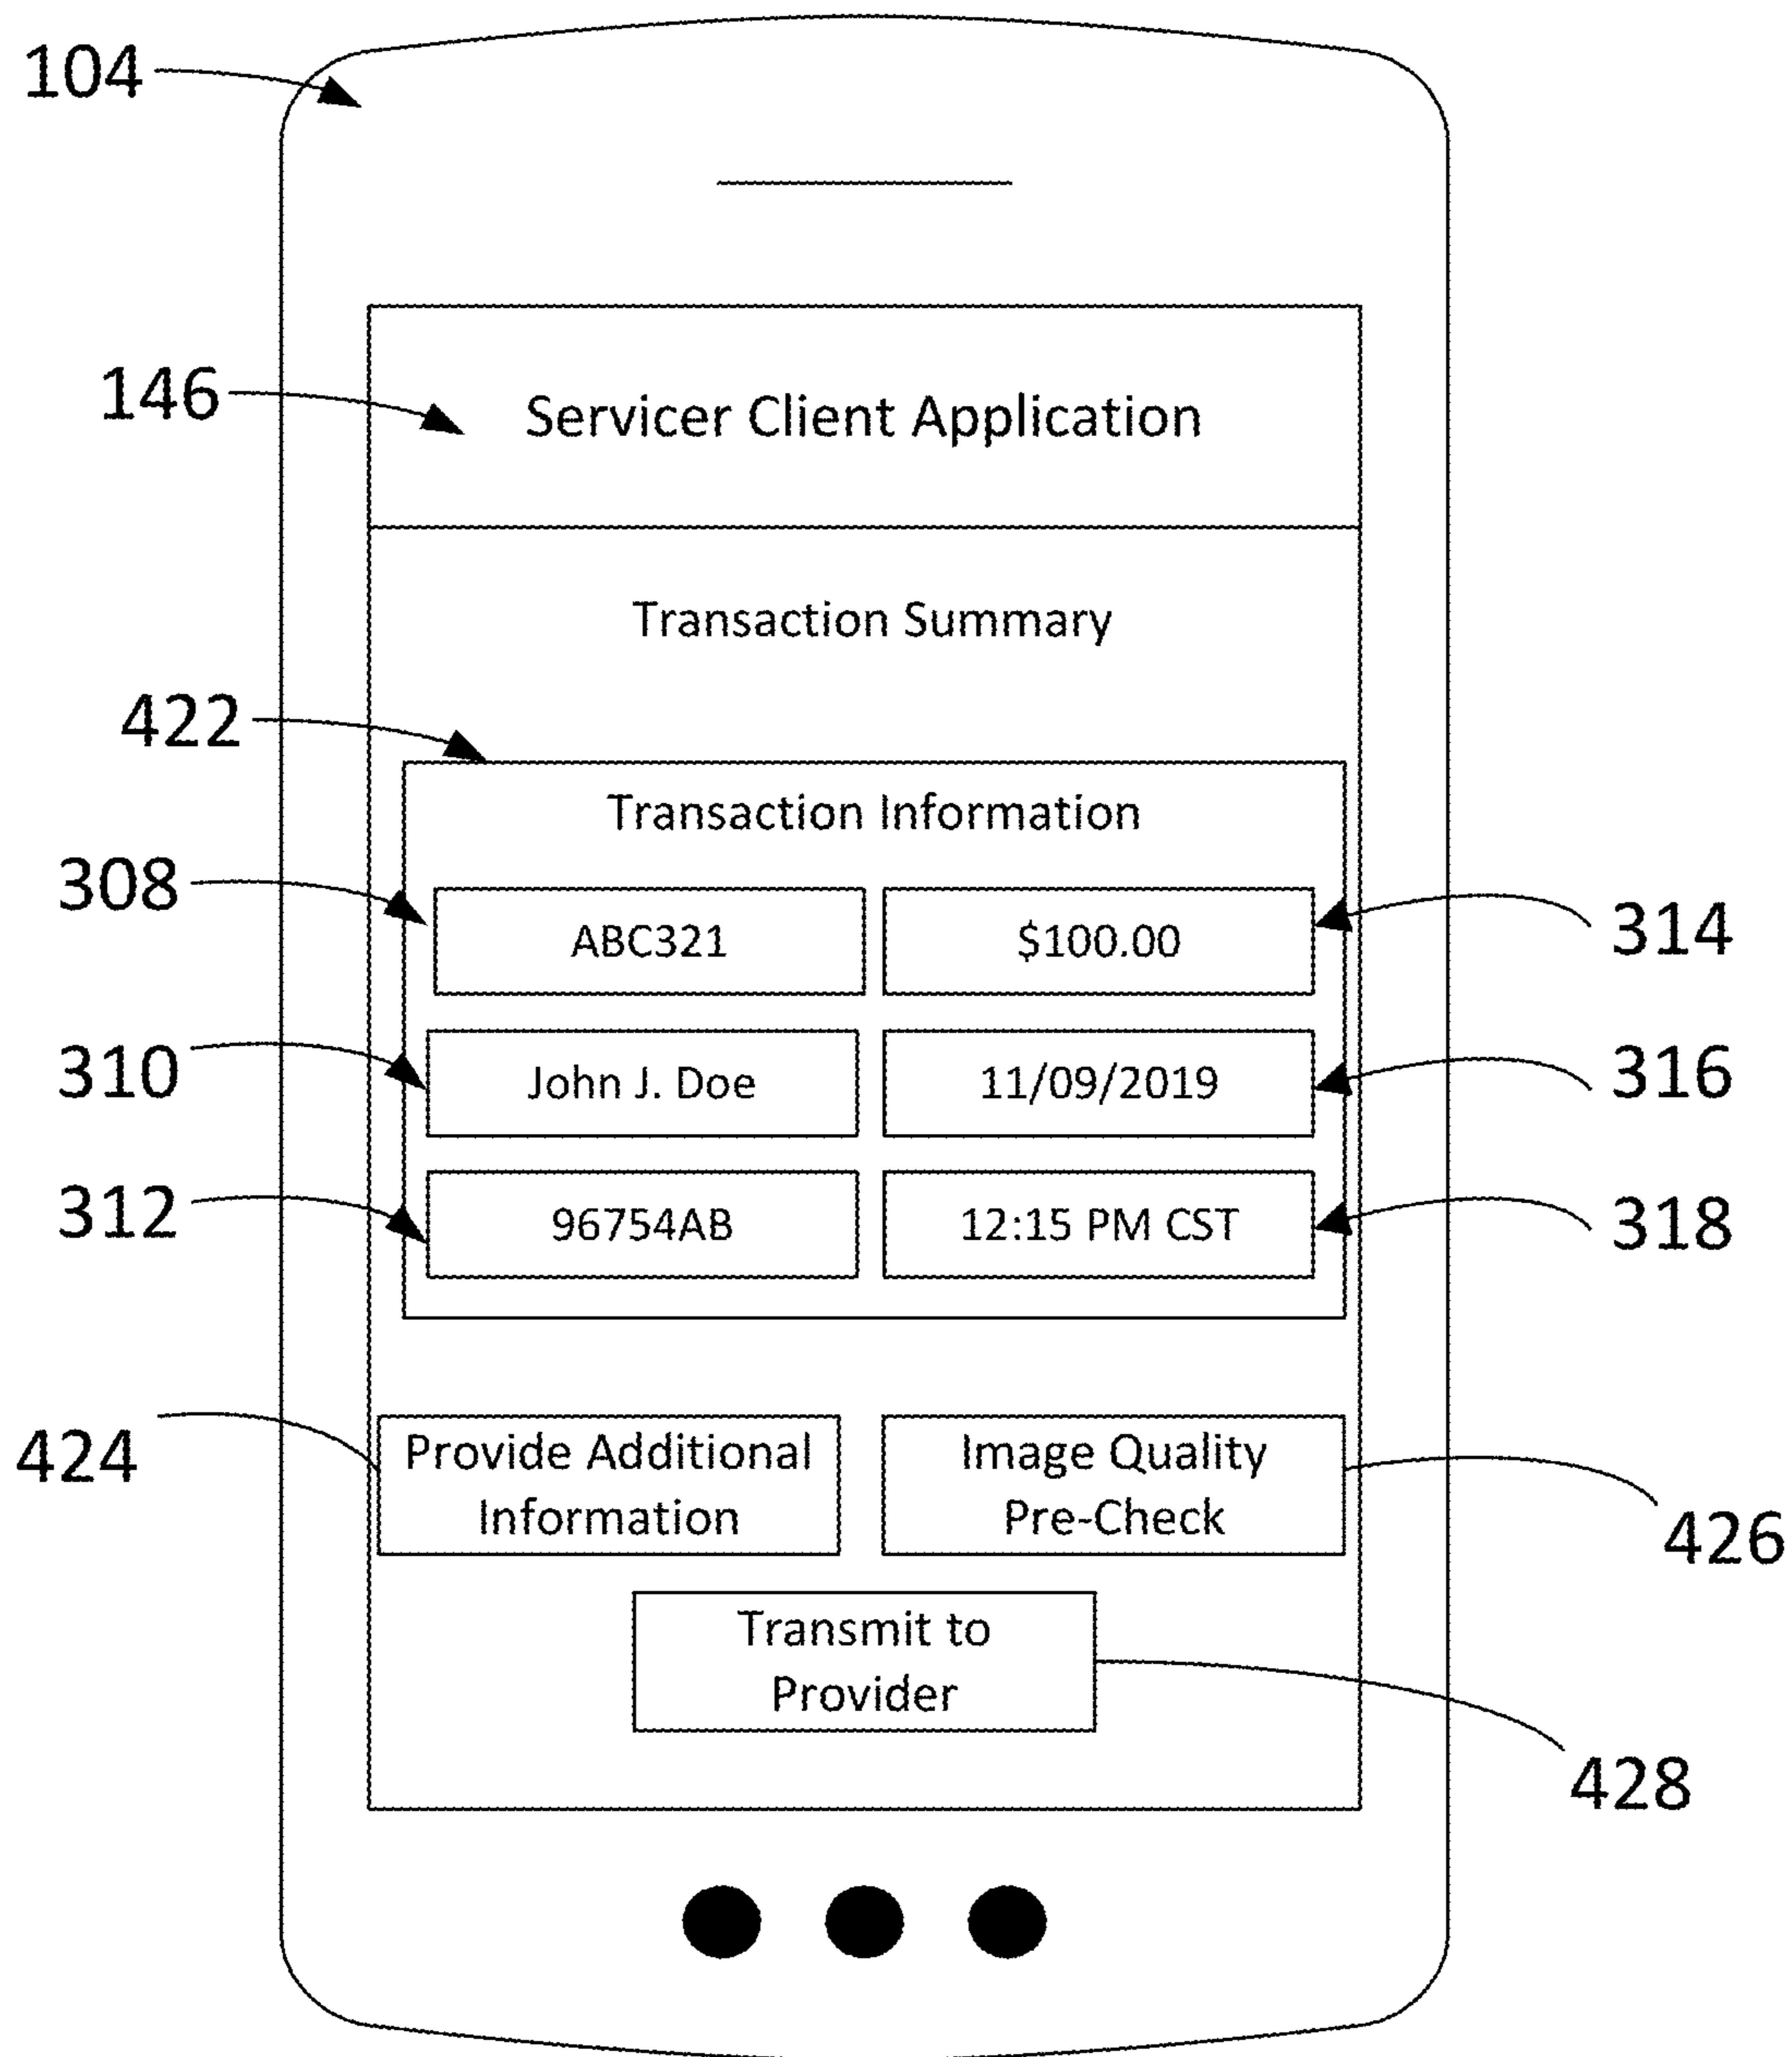 104
146
Servicer Client Application
Transaction Summary
422
Transaction Information
308
ABC321
$100.00
314
310
John J. Doe
11/09/2019
316
312
96754AB
12:15 PM CST
318
424
Provide Additional
Information
Image Quality
Pre-Check
426
Transmit to
Provider
428